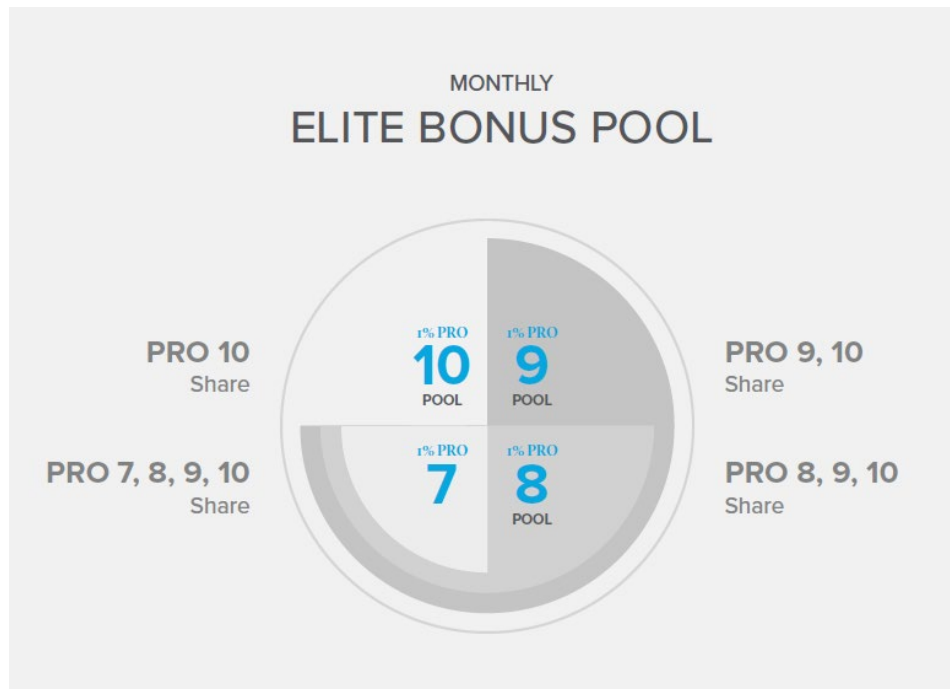 MONTHLY
ELITE BONUS POOL
PRO 10
Share
1% PRO
10
POOL
1% PRO
9
POOL
PRO 9, 10
Share
PRO 7, 8, 9, 10
Share
1% PRO
7
1% PRO
8
POOL
PRO 8, 9, 10
Share